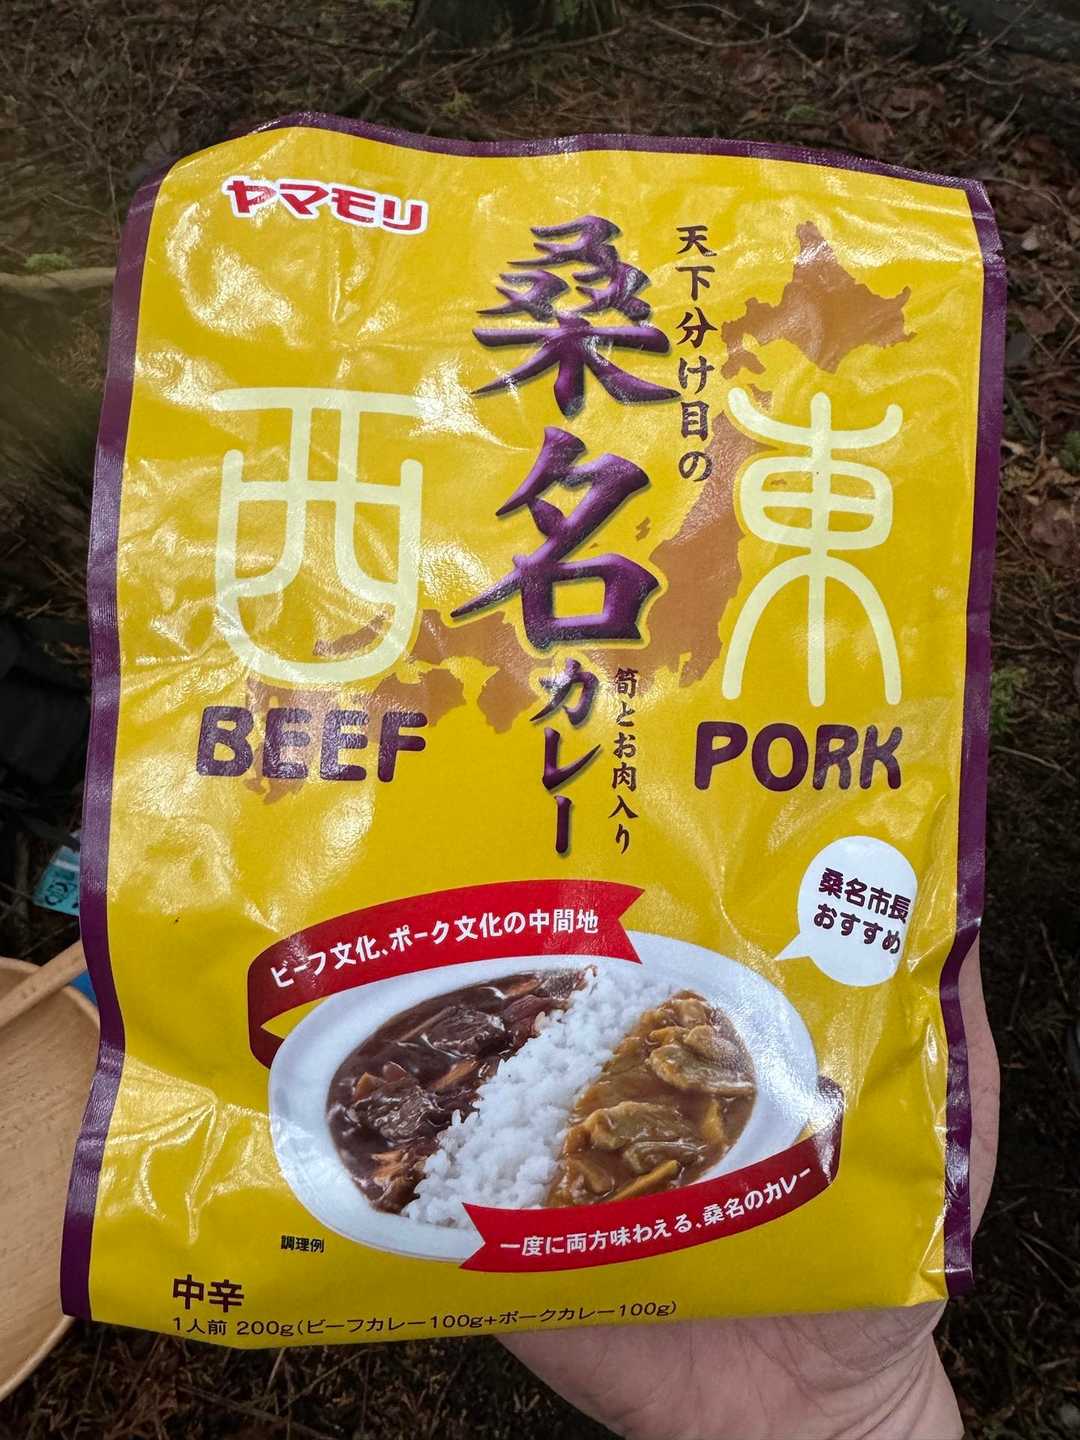 ヤマモリ
天下分け目の
桑名カレー
筍とお肉入り
西
BEEF
東
PORK
桑名市長
おすすめ
ビーフ文化、ポーク文化の中間地
一度に両方味わえる、桑名のカレー
調理例
中辛
1人前 200g(ビーフカレー100g+ポークカレー100g)